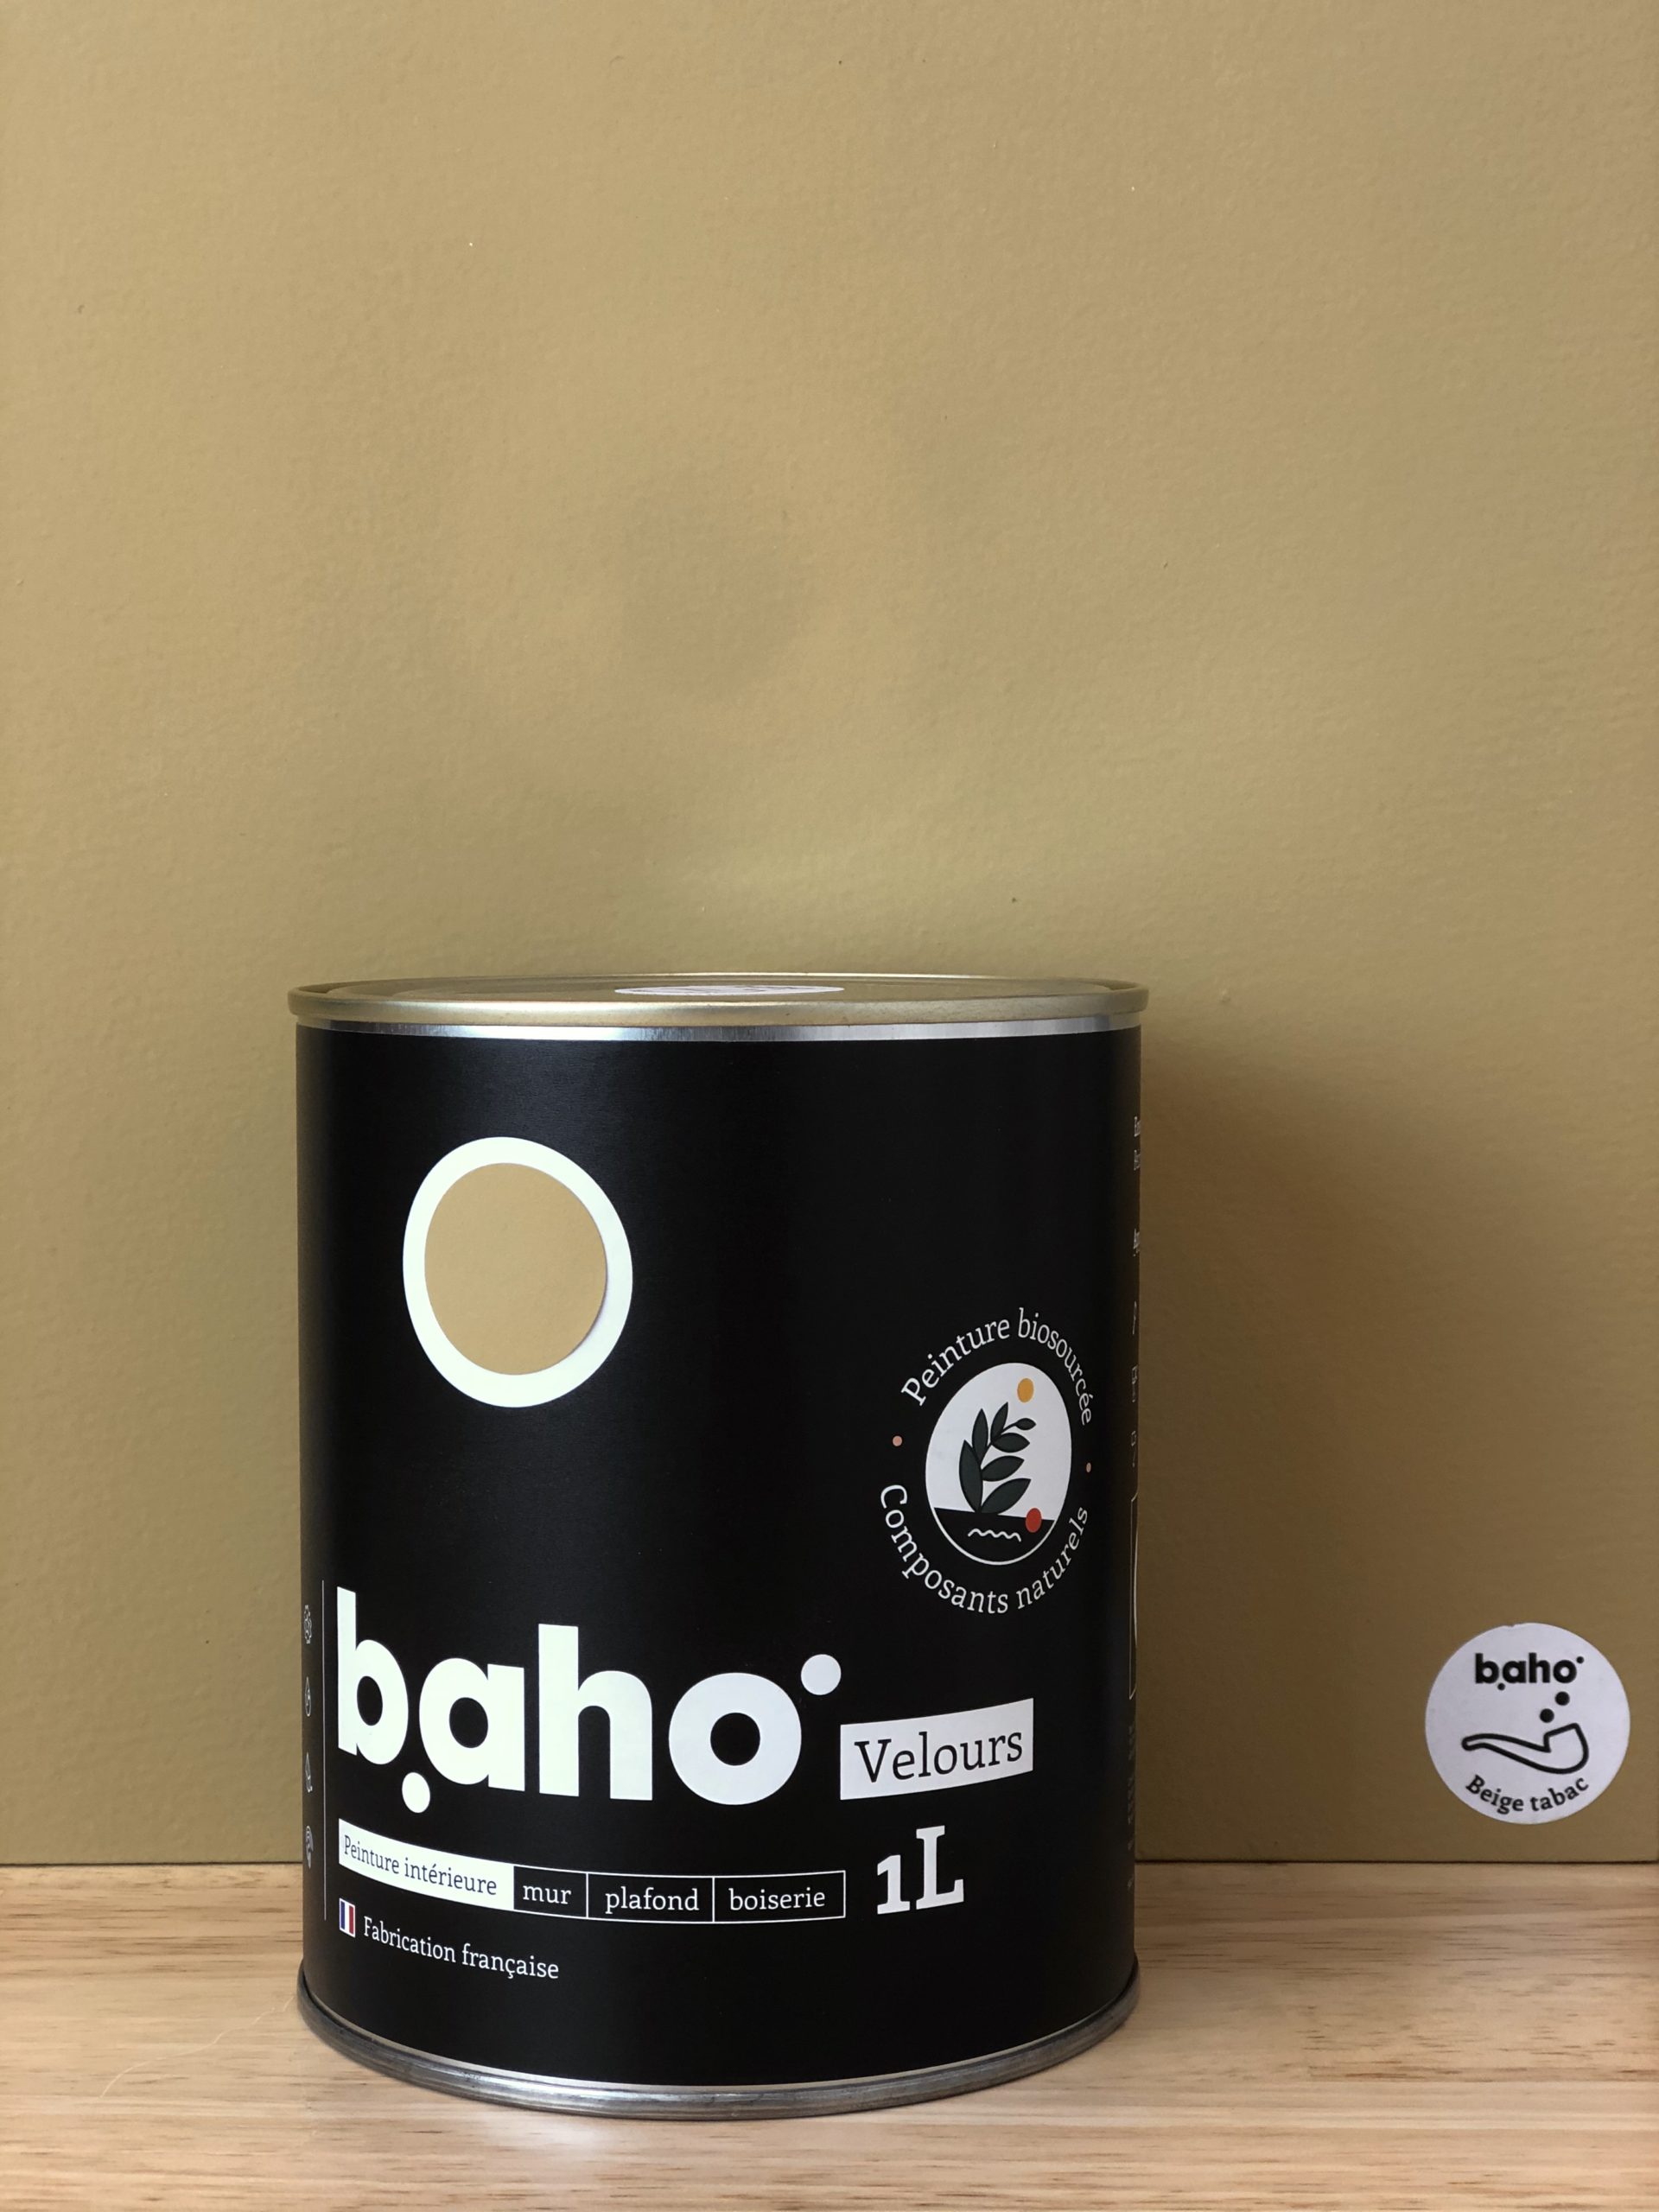 Peinture biosourcée
Composants naturels
baho
Velours
Peinture intérieure mur plafond boiserie
1L
Fabrication française
baho
Beige tabac